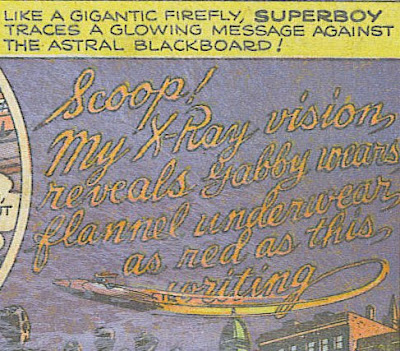 LIKE A GIGANTIC FIREFLY, SUPERBOY
TRACES A GLOWING MESSAGE AGAINST
THE ASTRAL BLACKBOARD!
Scoop!
My X-Ray vision
reveals Gabby wears
flannel underwear
as red as this
writing